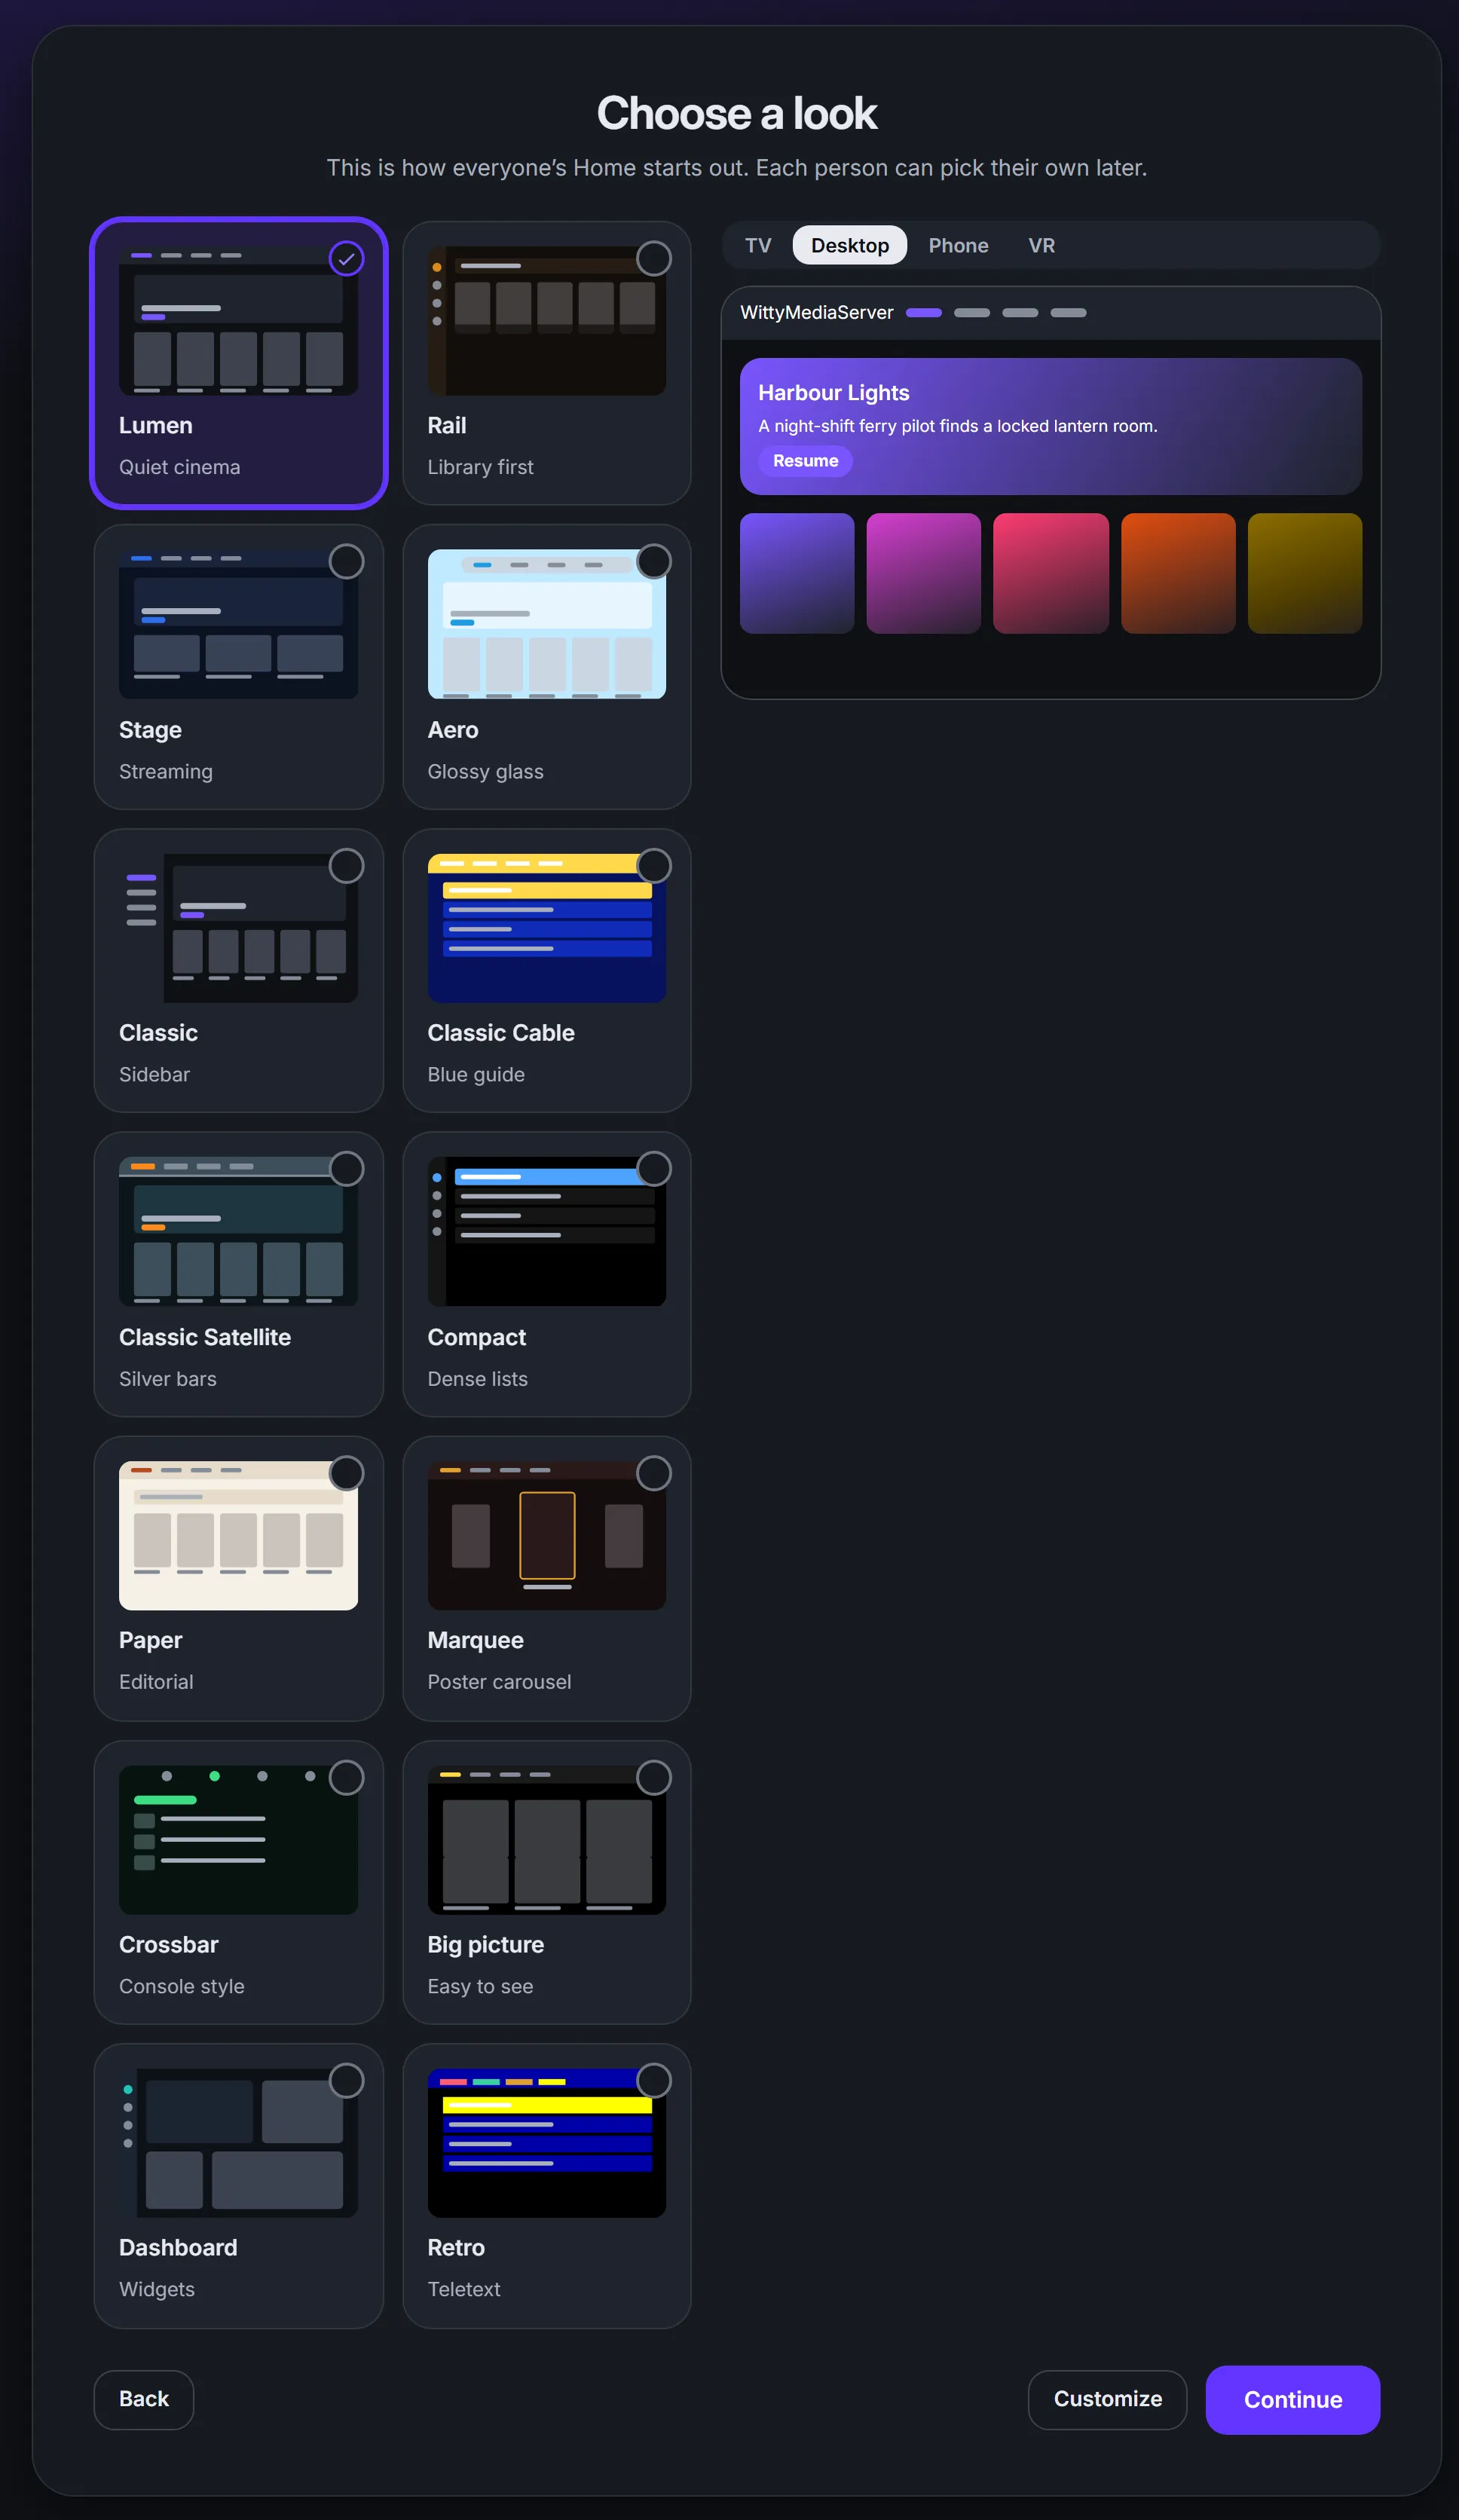 Choose a look
This is how everyone’s Home starts out. Each person can pick their own later.
Lumen
Quiet cinema
Rail
Library first
Stage
Streaming
Aero
Glossy glass
Classic
Sidebar
Classic Cable
Blue guide
Classic Satellite
Silver bars
Compact
Dense lists
Paper
Editorial
Marquee
Poster carousel
Crossbar
Console style
Big picture
Easy to see
Dashboard
Widgets
Retro
Teletext
TV Desktop Phone VR
WittyMediaServer
Harbour Lights
A night-shift ferry pilot finds a locked lantern room.
Resume
Back Customize Continue